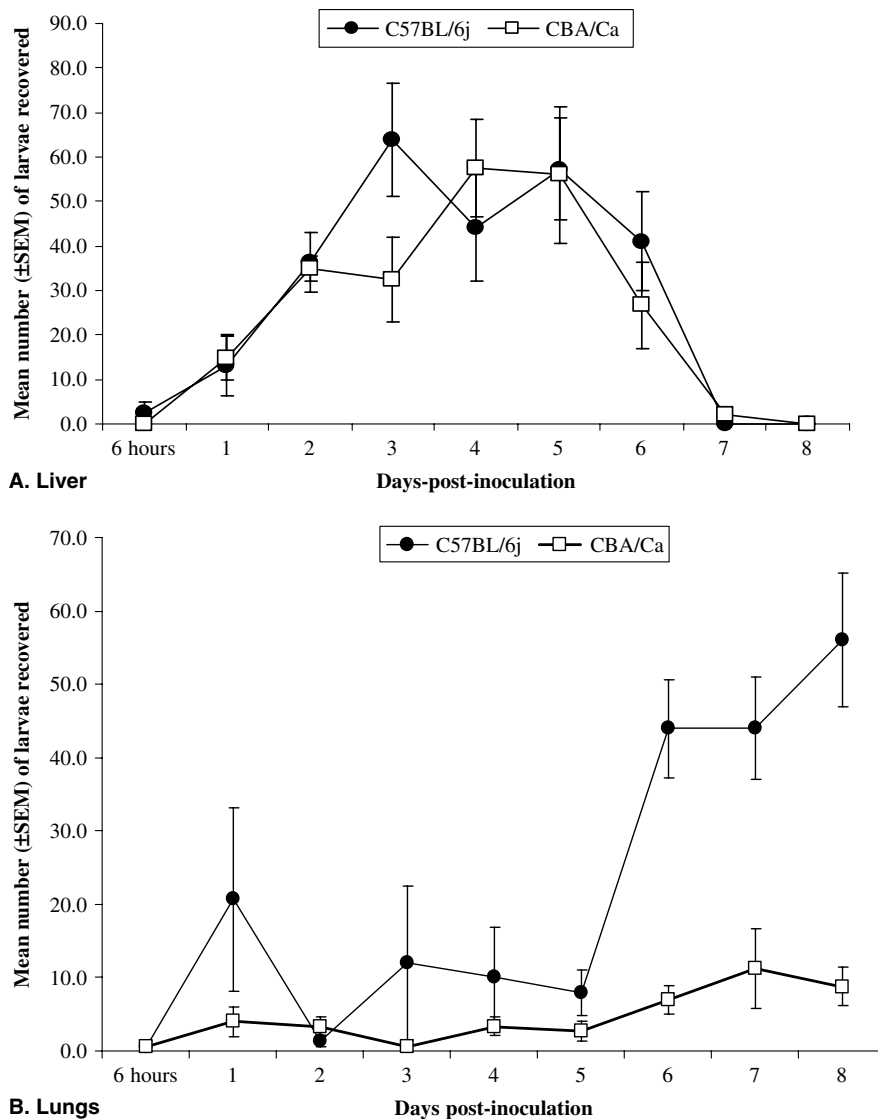 C57BL/6j CBA/Ca
Mean number (±SEM) of larvae recovered
90.0
80.0
70.0
60.0
50.0
40.0
30.0
20.0
10.0
0.0
6 hours 1 2 3 4 5 6 7 8
A. Liver Days-post-inoculation
C57BL/6j CBA/Ca
Mean number (±SEM) of larvae recovered
70.0
60.0
50.0
40.0
30.0
20.0
10.0
0.0
6 hours 1 2 3 4 5 6 7 8
B. Lungs Days post-inoculation